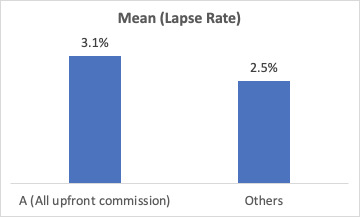 Mean (Lapse Rate)
3.1%
2.5%
A (All upfront commission)
Others